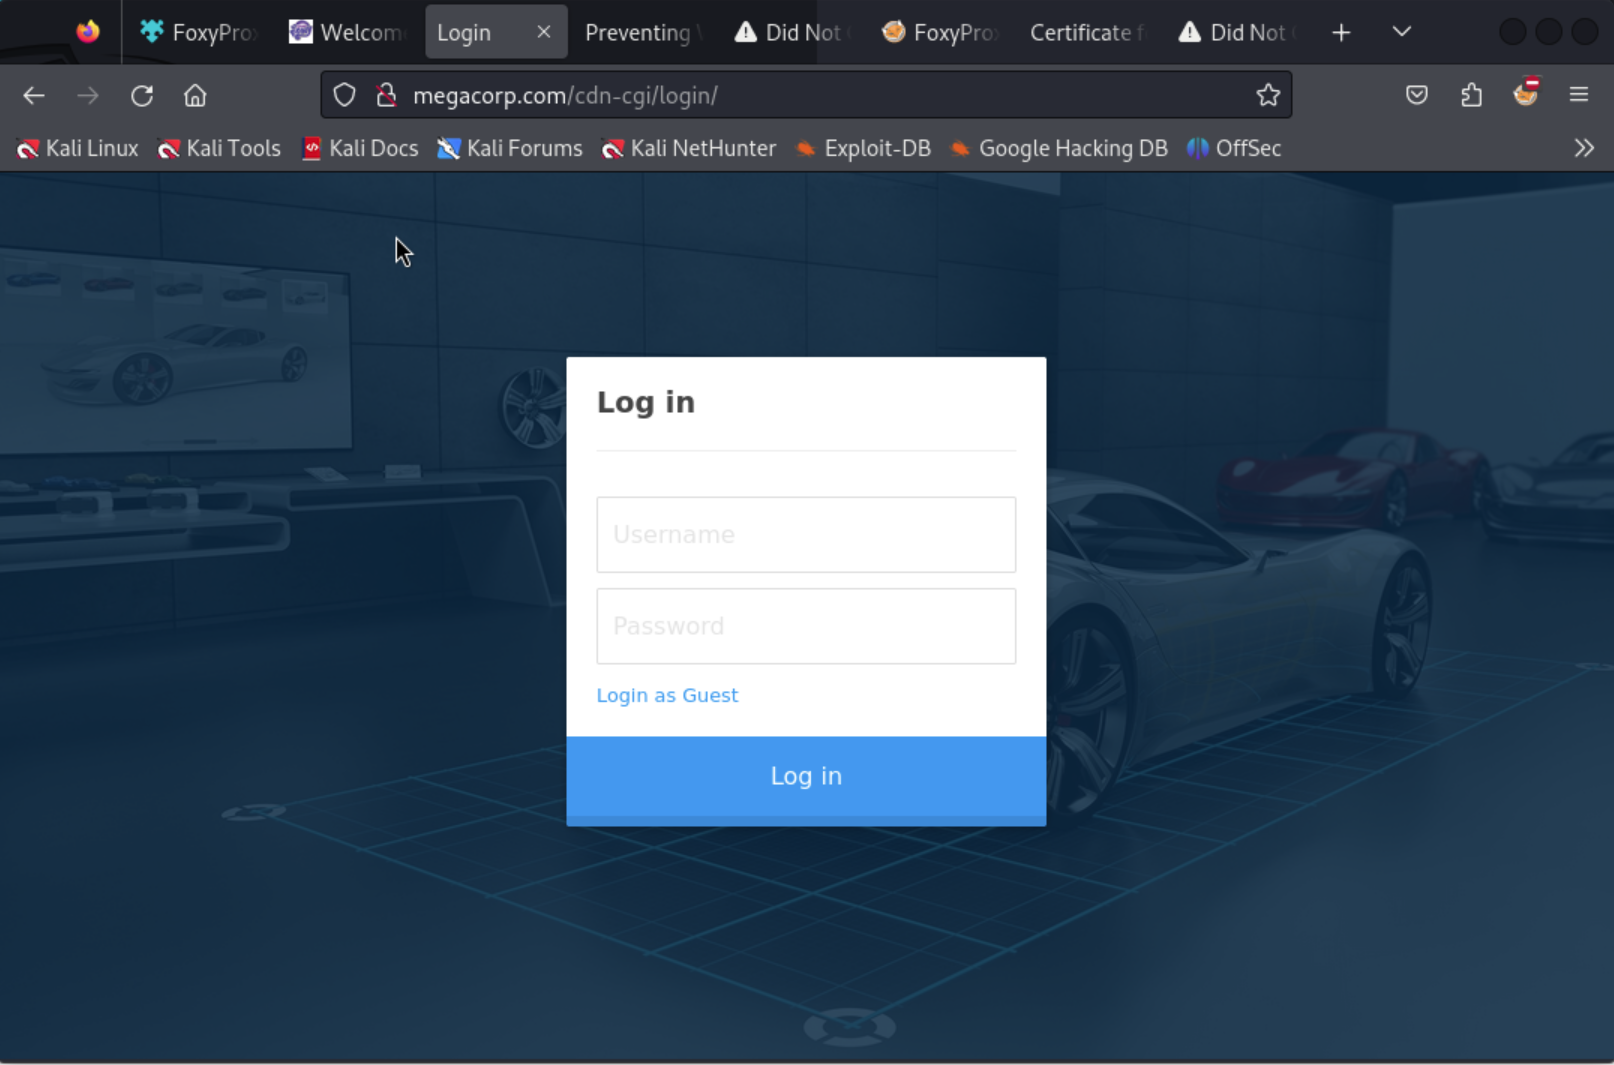 FoxyPro Welcom Login Preventing Did Not FoxyPro Certificate f Did Not
megacorp.com/cdn-cgi/login/
Kali Linux Kali Tools Kali Docs Kali Forums Kali NetHunter Exploit-DB Google Hacking DB OffSec
Log in
Username
Password
Login as Guest
Log in